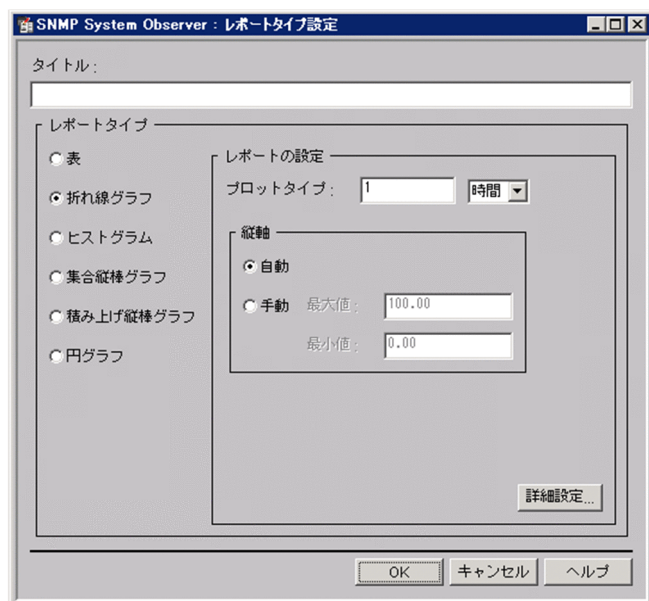 SNMP System Observer : レポートタイプ設定
タイトル :
レポートタイプ
表
折れ線グラフ
ヒストグラム
集合縦棒グラフ
積み上げ縦棒グラフ
円グラフ
レポートの設定
プロットタイプ : 1 時間
縦軸
自動
手動 最大値 : 100.00
最小値 : 0.00
詳細設定...
OK キャンセル ヘルプ